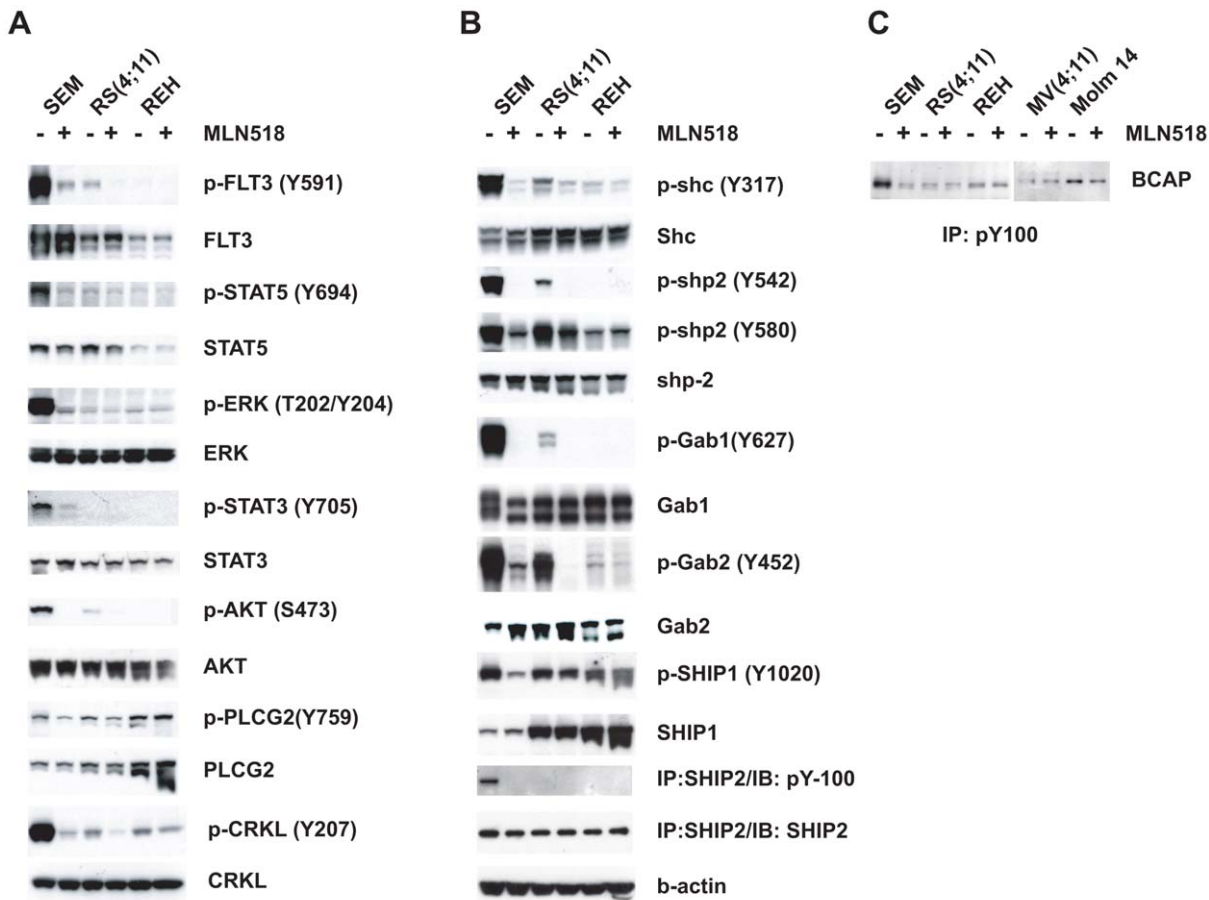 A
SEM RS(4;11) REH
- + - + - + MLN518
p-FLT3 (Y591)
FLT3
p-STAT5 (Y694)
STAT5
p-ERK (T202/Y204)
ERK
p-STAT3 (Y705)
STAT3
p-AKT (S473)
AKT
p-PLCG2(Y759)
PLCG2
p-CRKL (Y207)
CRKL
B
SEM RS(4;11) REH
- + - + - + MLN518
p-shc (Y317)
Shc
p-shp2 (Y542)
p-shp2 (Y580)
shp-2
p-Gab1(Y627)
Gab1
p-Gab2 (Y452)
Gab2
p-SHIP1 (Y1020)
SHIP1
IP:SHIP2/IB: pY-100
IP:SHIP2/IB: SHIP2
b-actin
C
SEM RS(4;11) REH MV(4;11) Molm 14
- + - + - + - + - + MLN518
BCAP
IP: pY100